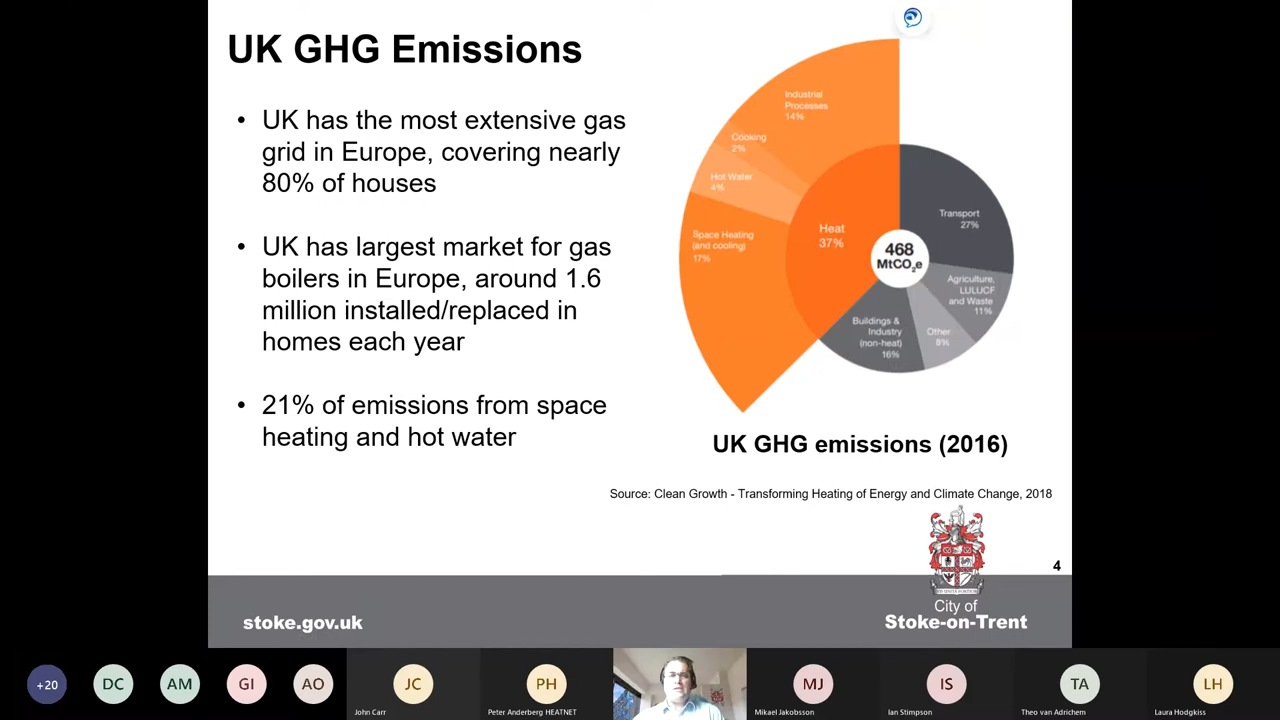 UK GHG Emissions
• UK has the most extensive gas
grid in Europe, covering nearly
80% of houses
• UK has largest market for gas
boilers in Europe, around 1.6
million installed/replaced in
homes each year
• 21% of emissions from space
heating and hot water
Industrial
Processes
14%
Cooking
2%
Hot Water
4%
Space Heating
(and cooling)
17%
Heat
37%
468
MtCO₂e
Transport
27%
Agriculture,
LULUCF
and Waste
11%
Other
8%
Buildings &
Industry
(non-heat)
16%
UK GHG emissions (2016)
Source: Clean Growth - Transforming Heating of Energy and Climate Change, 2018
4
stoke.gov.uk
City of
Stoke-on-Trent
+20
DC
AM
GI
AO
JC
John Carr
PH
Peter Anderberg HEATNET
MJ
Mikael Jakobsson
IS
Ian Stimpson
TA
Theo van Adrichem
LH
Laura Hodgkiss